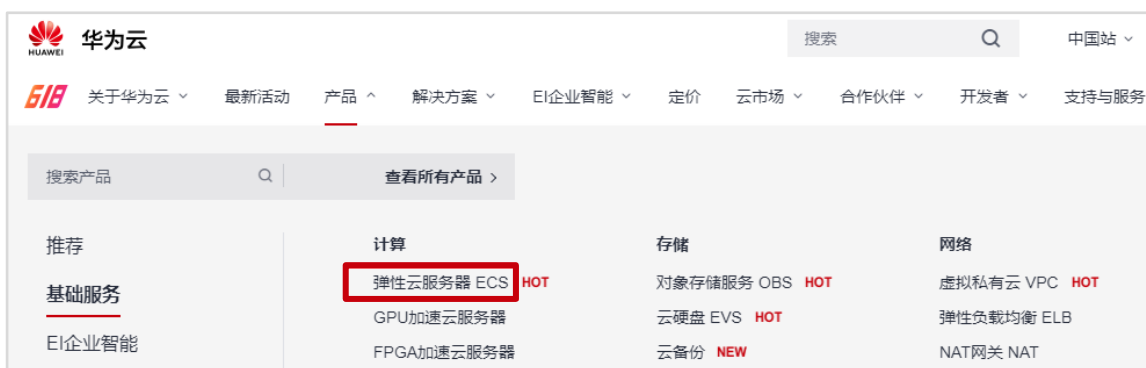 HUAWEI 华为云 搜索 中国站
618 关于华为云 最新活动 产品 解决方案 EI企业智能 定价 云市场 合作伙伴 开发者 支持与服务
搜索产品 查看所有产品 >
推荐 计算 存储 网络
弹性云服务器 ECS HOT 对象存储服务 OBS HOT 虚拟私有云 VPC HOT
基础服务
GPU加速云服务器 云硬盘 EVS HOT 弹性负载均衡 ELB
EI企业智能
FPGA加速云服务器 云备份 NEW NAT网关 NAT